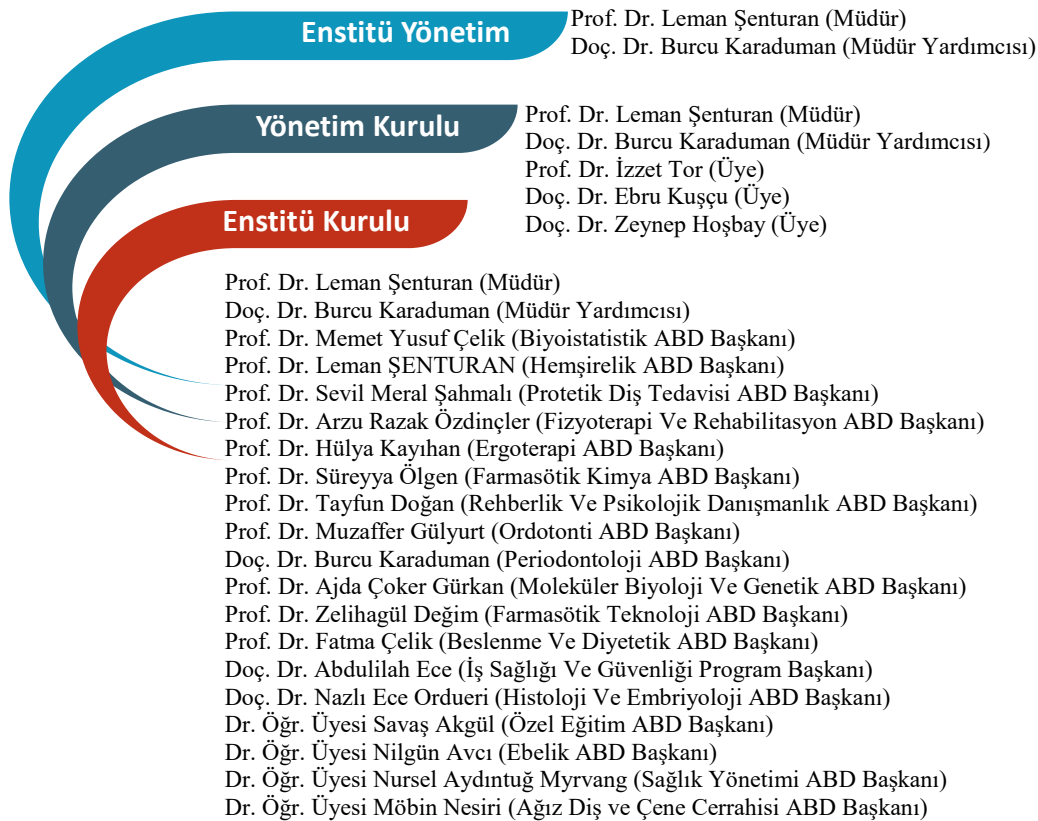 Enstitü Yönetim
Prof. Dr. Leman Şenturan (Müdür)
Doç. Dr. Burcu Karaduman (Müdür Yardımcısı)
Yönetim Kurulu
Prof. Dr. Leman Şenturan (Müdür)
Doç. Dr. Burcu Karaduman (Müdür Yardımcısı)
Prof. Dr. İzzet Tor (Üye)
Doç. Dr. Ebru Kuşçu (Üye)
Doç. Dr. Zeynep Hoşbay (Üye)
Enstitü Kurulu
Prof. Dr. Leman Şenturan (Müdür)
Doç. Dr. Burcu Karaduman (Müdür Yardımcısı)
Prof. Dr. Memet Yusuf Çelik (Biyoistatistik ABD Başkanı)
Prof. Dr. Leman ŞENTURAN (Hemşirelik ABD Başkanı)
Prof. Dr. Sevil Meral Şahmalı (Protetik Diş Tedavisi ABD Başkanı)
Prof. Dr. Arzu Razak Özdinçler (Fizyoterapi Ve Rehabilitasyon ABD Başkanı)
Prof. Dr. Hülya Kayıhan (Ergoterapi ABD Başkanı)
Prof. Dr. Süreyya Ölgen (Farmasötik Kimya ABD Başkanı)
Prof. Dr. Tayfun Doğan (Rehberlik Ve Psikolojik Danışmanlık ABD Başkanı)
Prof. Dr. Muzaffer Gülyurt (Ordotonti ABD Başkanı)
Doç. Dr. Burcu Karaduman (Periodontoloji ABD Başkanı)
Prof. Dr. Ajda Çoker Gürkan (Moleküler Biyoloji Ve Genetik ABD Başkanı)
Prof. Dr. Zelihagül Değim (Farmasötik Teknoloji ABD Başkanı)
Prof. Dr. Fatma Çelik (Beslenme Ve Diyetetik ABD Başkanı)
Doç. Dr. Abdulilah Ece (İş Sağlığı Ve Güvenliği Program Başkanı)
Doç. Dr. Nazlı Ece Ordueri (Histoloji Ve Embriyoloji ABD Başkanı)
Dr. Öğr. Üyesi Savaş Akgül (Özel Eğitim ABD Başkanı)
Dr. Öğr. Üyesi Nilgün Avcı (Ebelik ABD Başkanı)
Dr. Öğr. Üyesi Nursel Aydıntuğ Myrvang (Sağlık Yönetimi ABD Başkanı)
Dr. Öğr. Üyesi Möbin Nesiri (Ağız Diş ve Çene Cerrahisi ABD Başkanı)